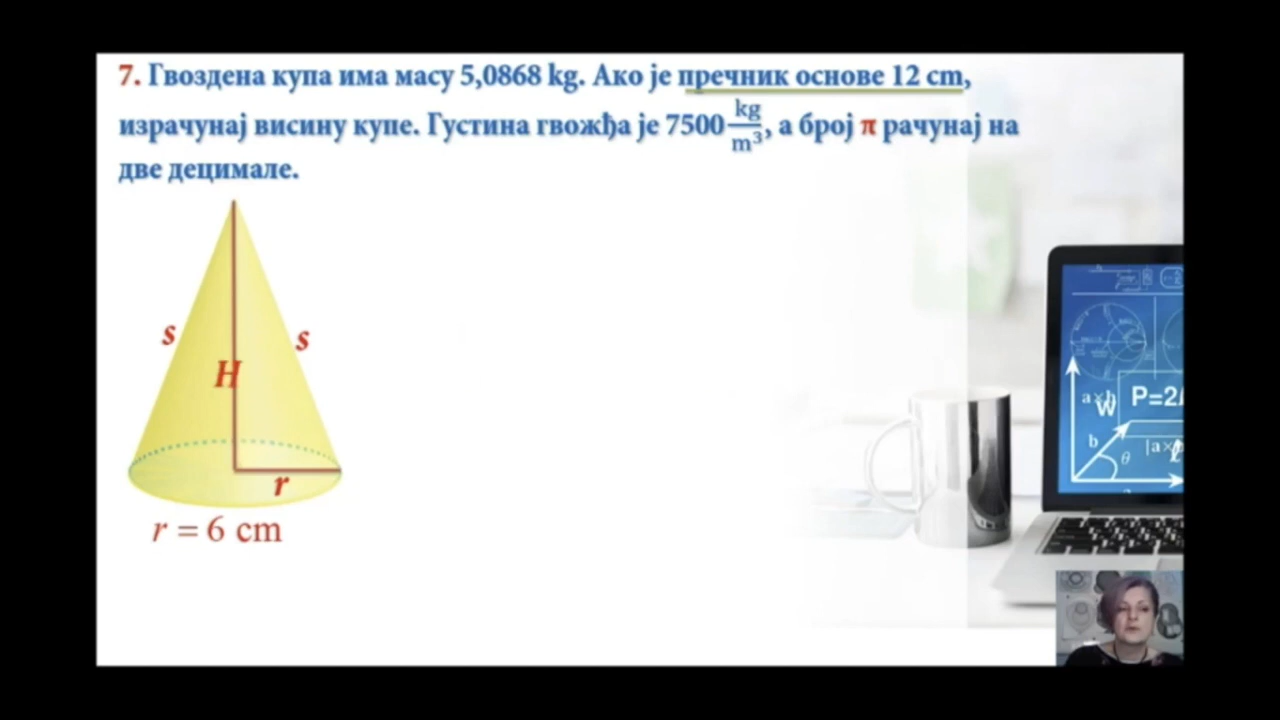 7. Гвоздена купа има масу 5,0868 kg. Ако је пречник основе 12 cm,
израчунај висину купе. Густина гвожђа је 7500 kg/m³, а број π рачунај на
две децимале.
s
s
H
r
r = 6 cm
a×b
W
P=2
b
θ
|a×
ℓ